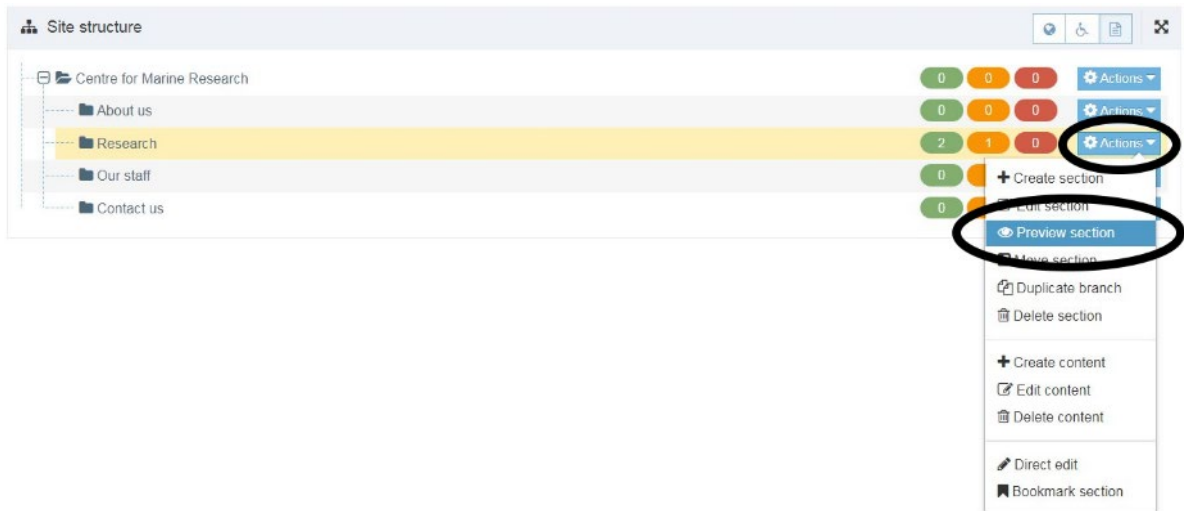 Site structure
Centre for Marine Research 0 0 0 Actions
About us 0 0 0 Actions
Research 2 1 0 Actions
Our staff 0
Contact us 0
Create section
Edit section
Preview section
Move section
Duplicate branch
Delete section
Create content
Edit content
Delete content
Direct edit
Bookmark section